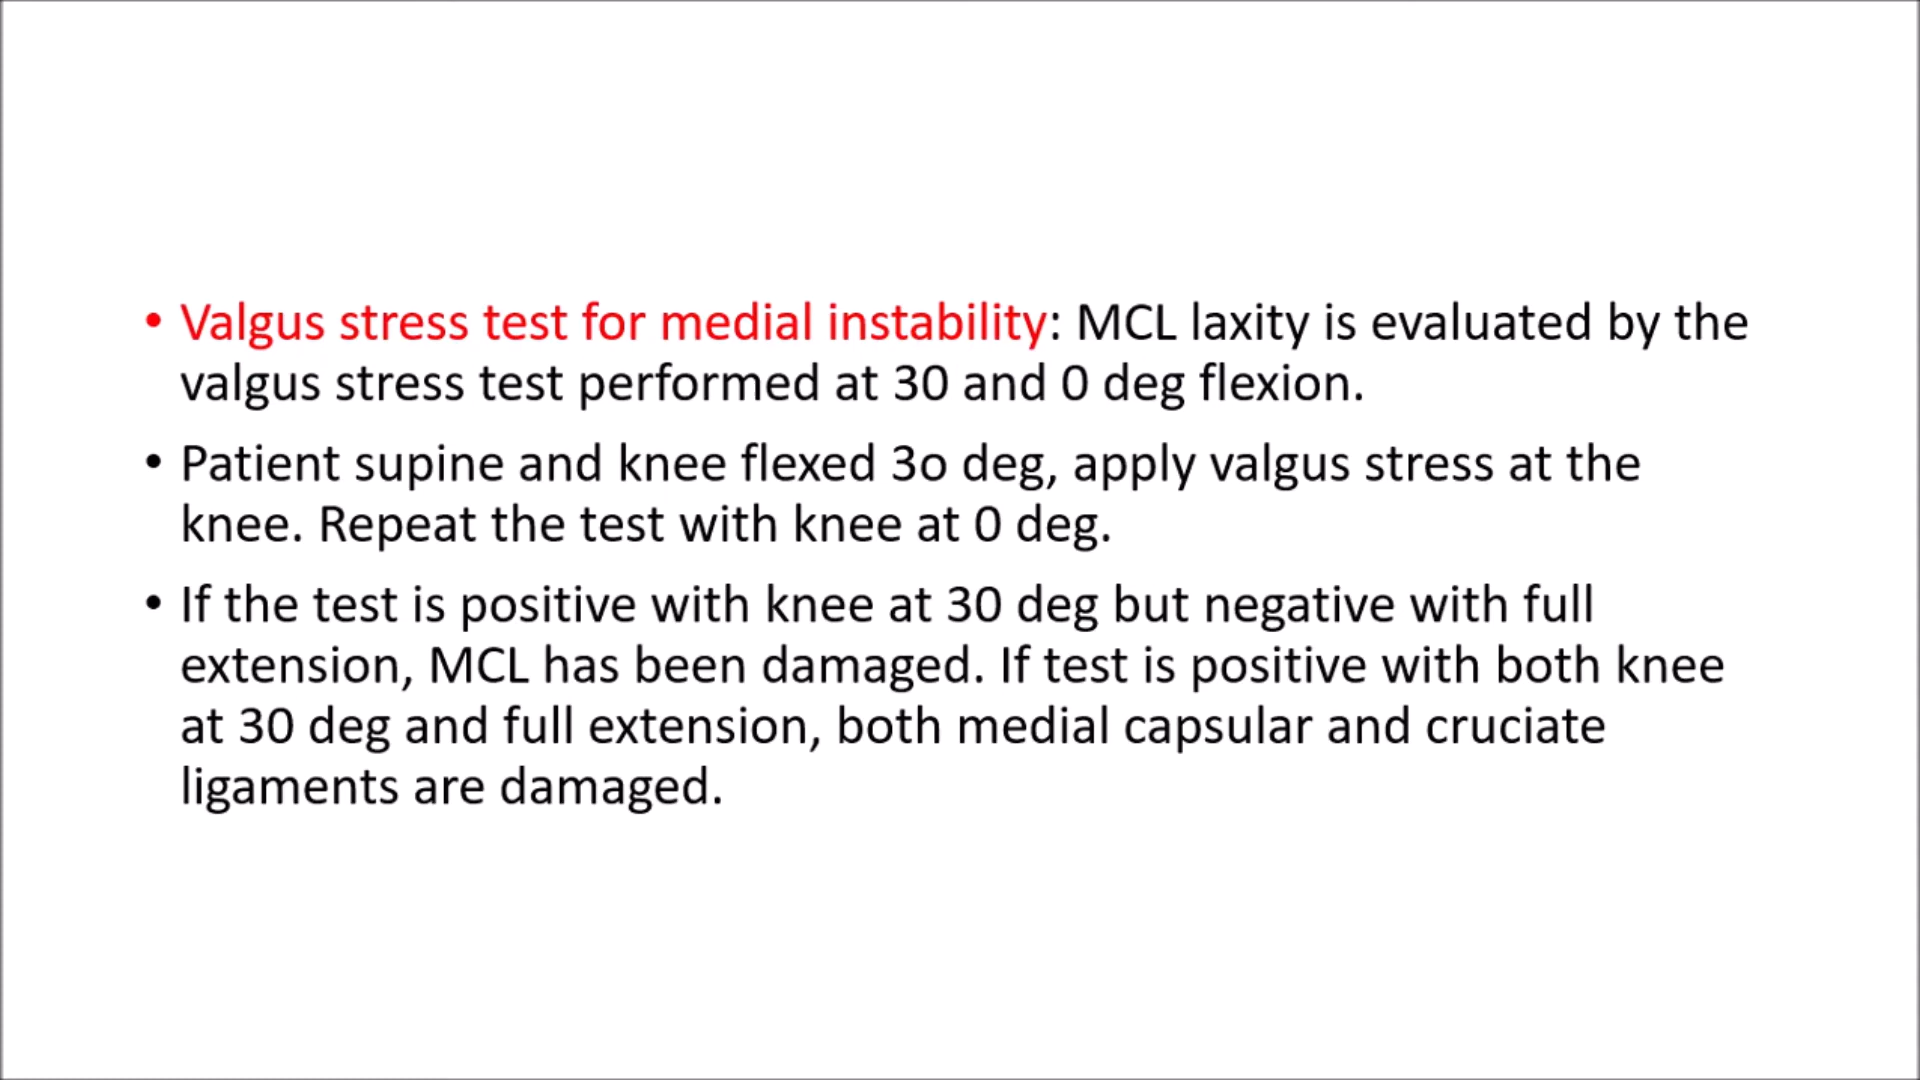 • Valgus stress test for medial instability: MCL laxity is evaluated by the
valgus stress test performed at 30 and 0 deg flexion.
• Patient supine and knee flexed 3o deg, apply valgus stress at the
knee. Repeat the test with knee at 0 deg.
• If the test is positive with knee at 30 deg but negative with full
extension, MCL has been damaged. If test is positive with both knee
at 30 deg and full extension, both medial capsular and cruciate
ligaments are damaged.